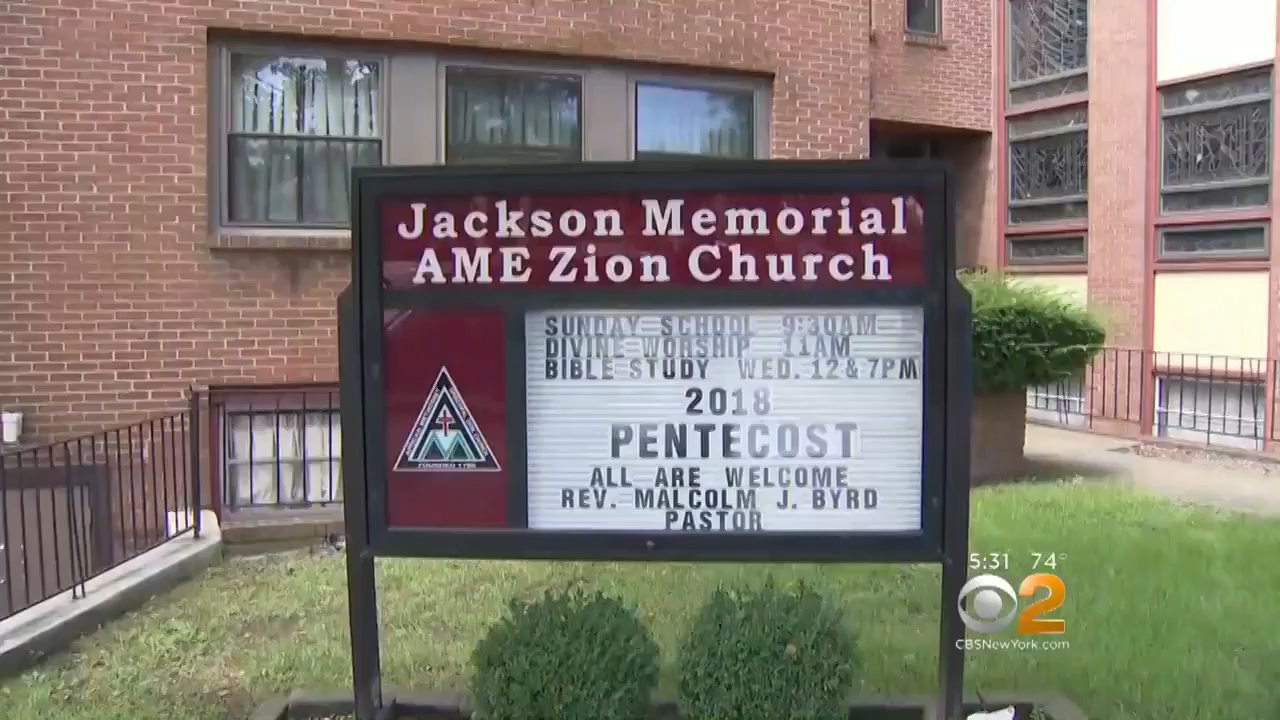 Jackson Memorial
AME Zion Church
SUNDAY SCHOOL 9:30AM
DIVINE WORSHIP 11AM
BIBLE STUDY WED. 12 & 7PM
2018
PENTECOST
ALL ARE WELCOME
REV. MALCOLM J. BYRD
PASTOR
5:31 74°
2
CBSNewYork.com